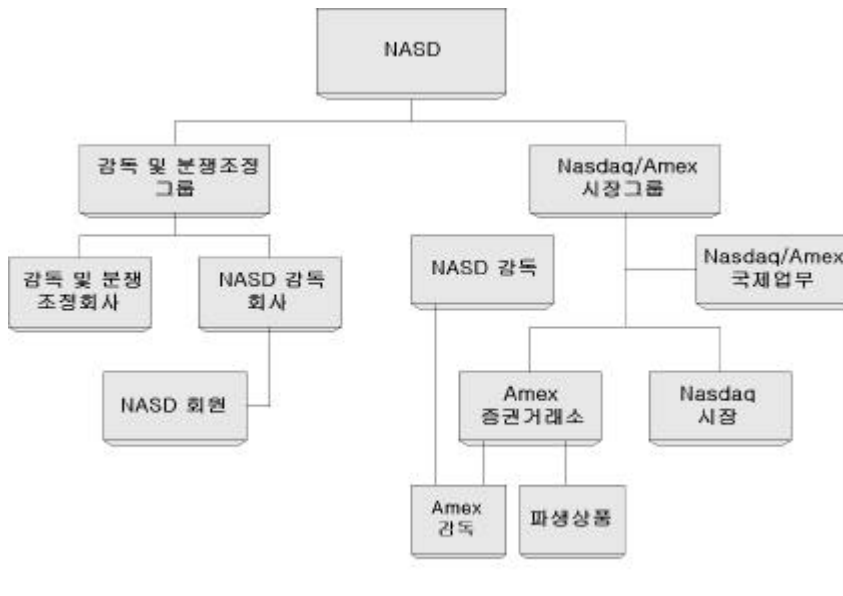 NASD
감독 및 분쟁조정
그룹
Nasdaq/Amex
시장그룹
감독 및 분쟁
조정회사
NASD 감독
회사
NASD 감독
Nasdaq/Amex
국제업무
NASD 회원
Amex
증권거래소
Nasdaq
시장
Amex
감독
파생상품